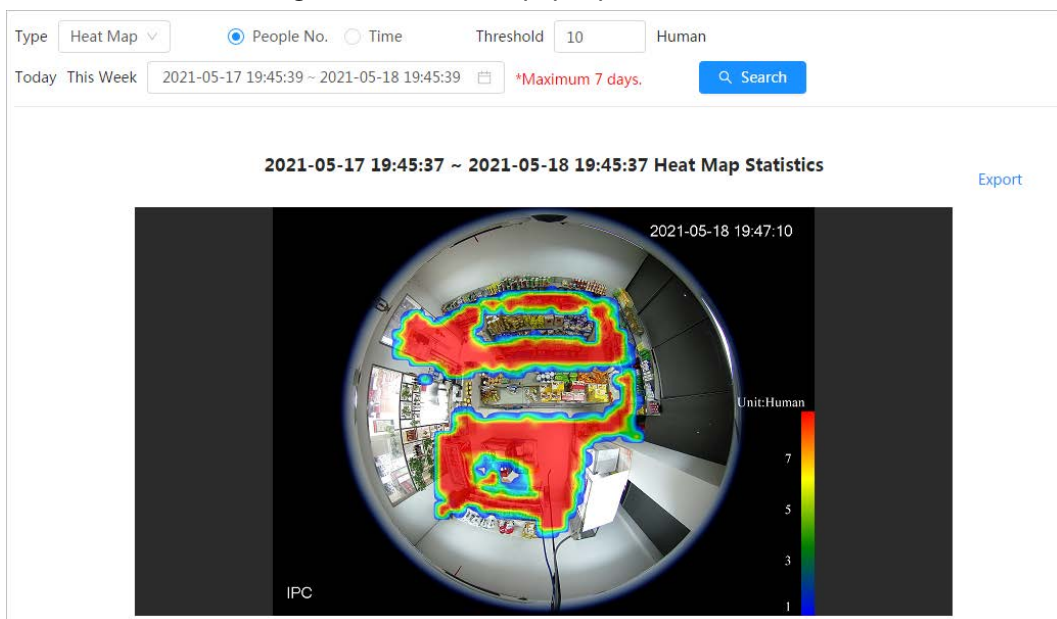 Type Heat Map People No. Time Threshold 10 Human
Today This Week 2021-05-17 19:45:39 ~ 2021-05-18 19:45:39 *Maximum 7 days. Search
2021-05-17 19:45:37 ~ 2021-05-18 19:45:37 Heat Map Statistics
Export
2021-05-18 19:47:10
Unit:Human
7
5
3
1
IPC